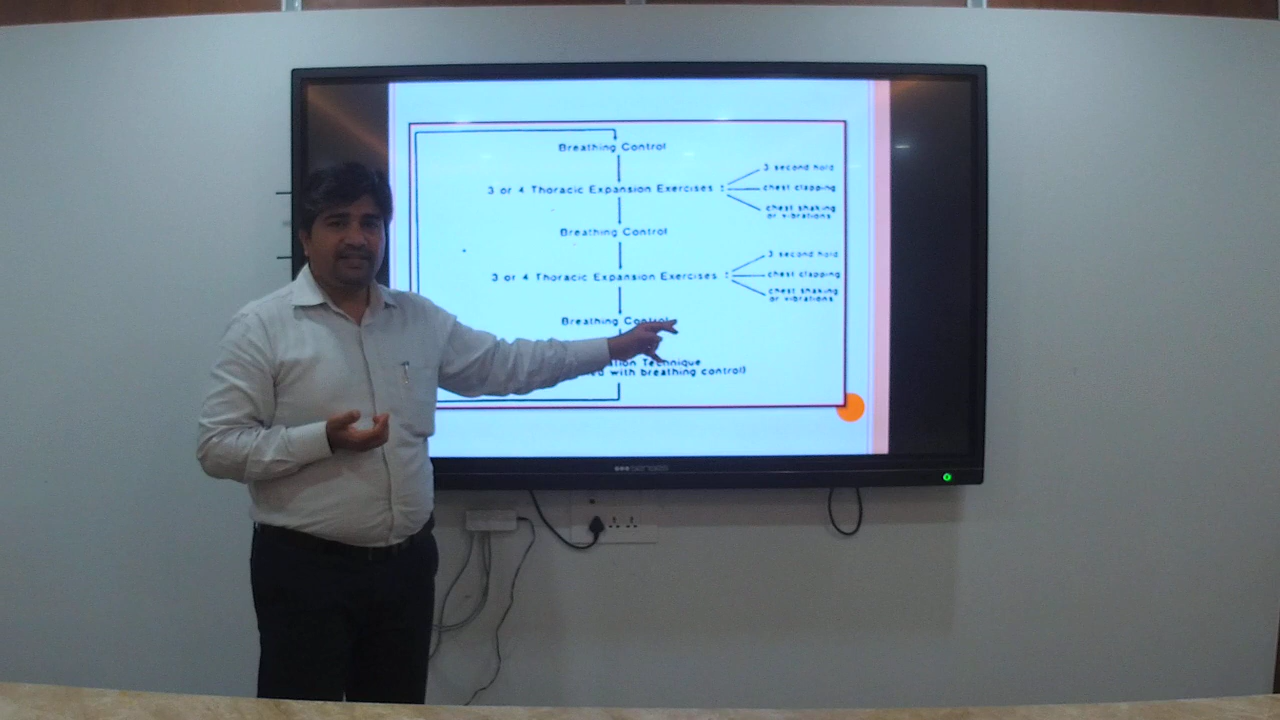 Breathing Control
3 or 4 Thoracic Expansion Exercises ±
3 second hold
chest clapping
chest shaking
or vibrations
Breathing Control
3 or 4 Thoracic Expansion Exercises ±
3 second hold
chest clapping
chest shaking
or vibrations
Breathing Control
Technique
with breathing control)
senses